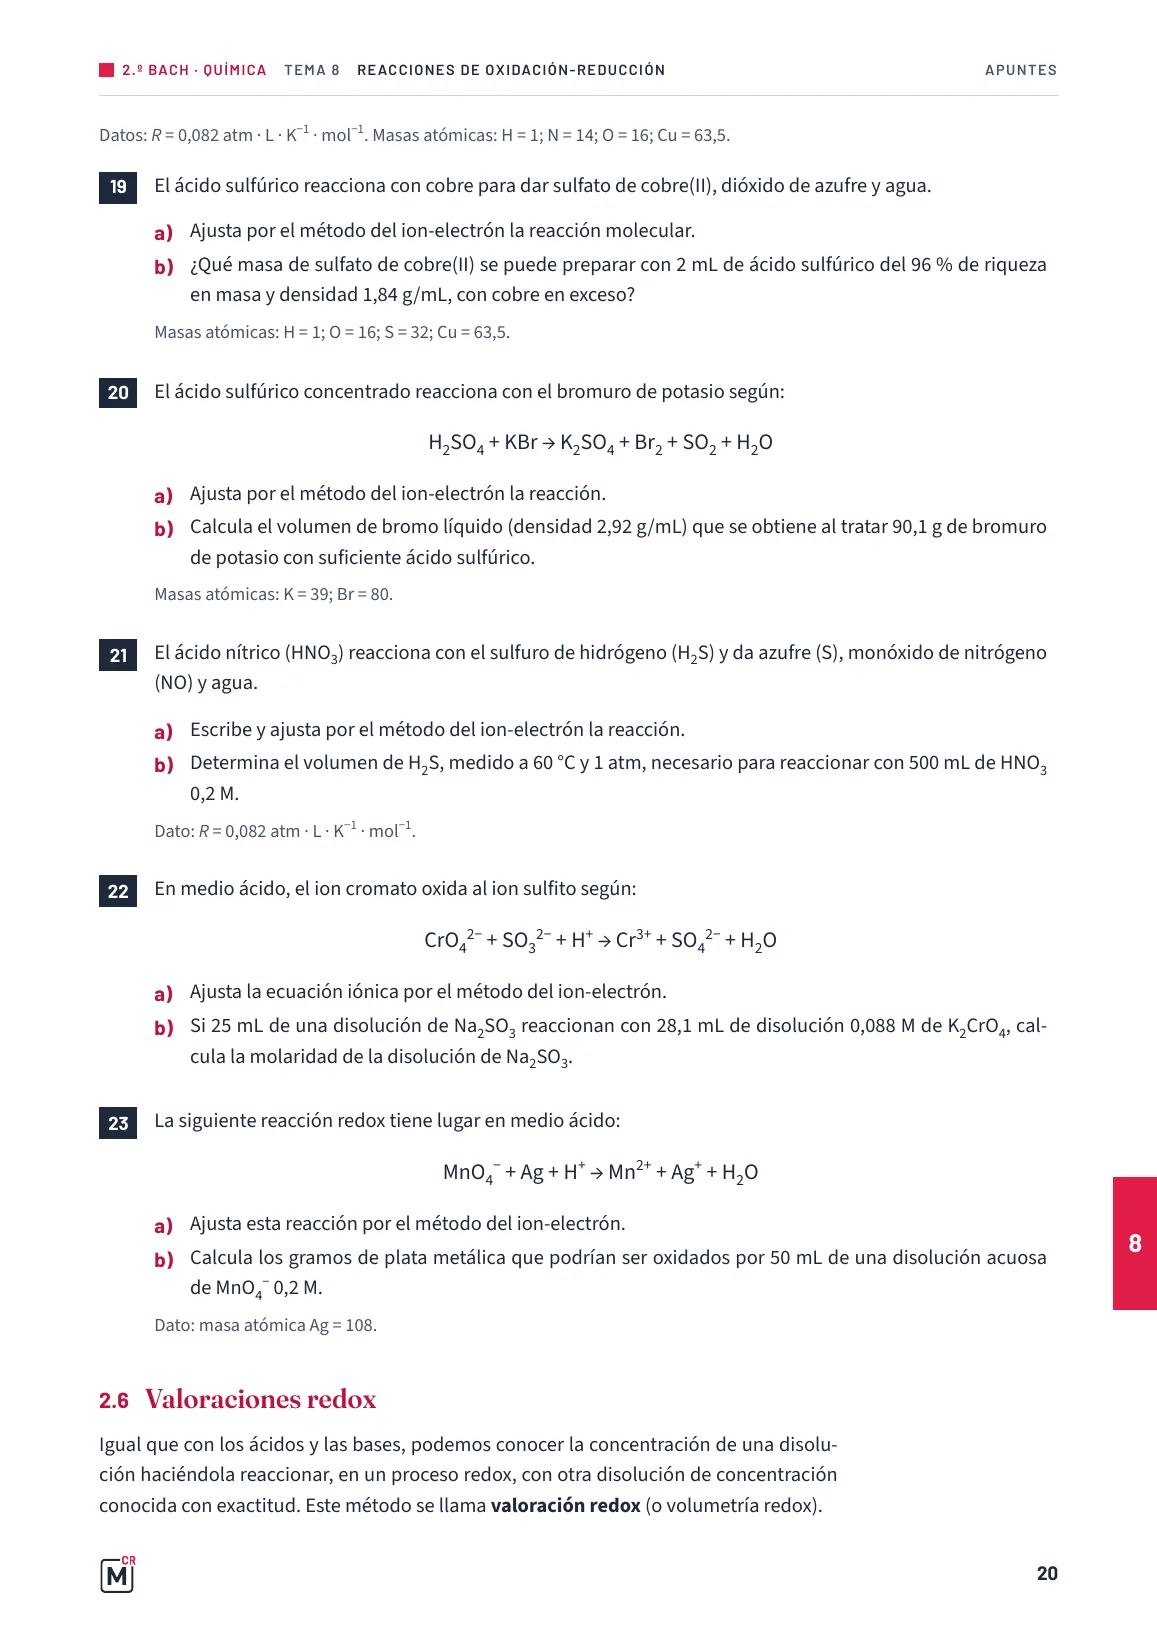 2.º BACH · QUÍMICA TEMA 8 REACCIONES DE OXIDACIÓN-REDUCCIÓN APUNTES
Datos: R = 0,082 atm · L · K⁻¹ · mol⁻¹. Masas atómicas: H = 1; N = 14; O = 16; Cu = 63,5.
19 El ácido sulfúrico reacciona con cobre para dar sulfato de cobre(II), dióxido de azufre y agua.
a) Ajusta por el método del ion-electrón la reacción molecular.
b) ¿Qué masa de sulfato de cobre(II) se puede preparar con 2 mL de ácido sulfúrico del 96 % de riqueza
en masa y densidad 1,84 g/mL, con cobre en exceso?
Masas atómicas: H = 1; O = 16; S = 32; Cu = 63,5.
20 El ácido sulfúrico concentrado reacciona con el bromuro de potasio según:
H₂SO₄ + KBr → K₂SO₄ + Br₂ + SO₂ + H₂O
a) Ajusta por el método del ion-electrón la reacción.
b) Calcula el volumen de bromo líquido (densidad 2,92 g/mL) que se obtiene al tratar 90,1 g de bromuro
de potasio con suficiente ácido sulfúrico.
Masas atómicas: K = 39; Br = 80.
21 El ácido nítrico (HNO₃) reacciona con el sulfuro de hidrógeno (H₂S) y da azufre (S), monóxido de nitrógeno
(NO) y agua.
a) Escribe y ajusta por el método del ion-electrón la reacción.
b) Determina el volumen de H₂S, medido a 60 °C y 1 atm, necesario para reaccionar con 500 mL de HNO₃
0,2 M.
Dato: R = 0,082 atm · L · K⁻¹ · mol⁻¹.
22 En medio ácido, el ion cromato oxida al ion sulfito según:
CrO₄²⁻ + SO₃²⁻ + H⁺ → Cr³⁺ + SO₄²⁻ + H₂O
a) Ajusta la ecuación iónica por el método del ion-electrón.
b) Si 25 mL de una disolución de Na₂SO₃ reaccionan con 28,1 mL de disolución 0,088 M de K₂CrO₄, cal-
cula la molaridad de la disolución de Na₂SO₃.
23 La siguiente reacción redox tiene lugar en medio ácido:
MnO₄⁻ + Ag + H⁺ → Mn²⁺ + Ag⁺ + H₂O
a) Ajusta esta reacción por el método del ion-electrón.
b) Calcula los gramos de plata metálica que podrían ser oxidados por 50 mL de una disolución acuosa
de MnO₄⁻ 0,2 M.
Dato: masa atómica Ag = 108.
8
2.6 Valoraciones redox
Igual que con los ácidos y las bases, podemos conocer la concentración de una disolu-
ción haciéndola reaccionar, en un proceso redox, con otra disolución de concentración
conocida con exactitud. Este método se llama valoración redox (o volumetría redox).
M CR
20